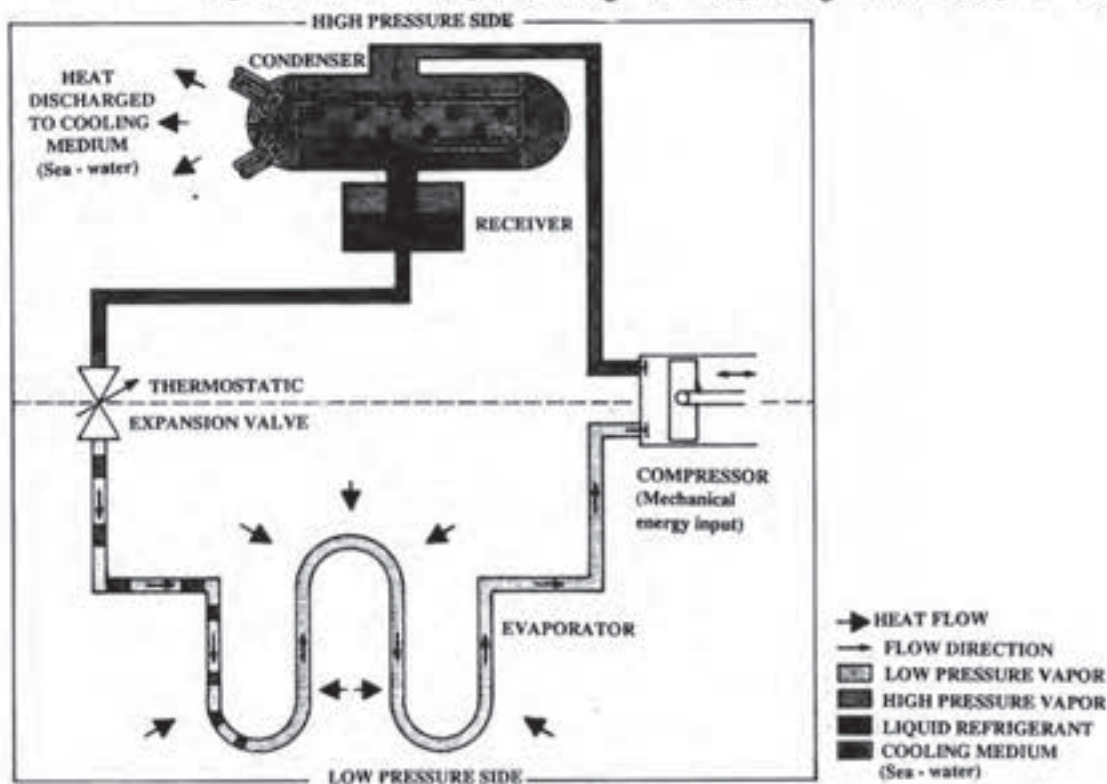 HIGH PRESSURE SIDE
CONDENSER
HEAT
DISCHARGED
TO COOLING
MEDIUM
(Sea - water)
RECEIVER
THERMOSTATIC
EXPANSION VALVE
COMPRESSOR
(Mechanical
energy input)
EVAPORATOR
HEAT FLOW
FLOW DIRECTION
LOW PRESSURE VAPOR
HIGH PRESSURE VAPOR
LIQUID REFRIGERANT
COOLING MEDIUM
(Sea - water)
LOW PRESSURE SIDE